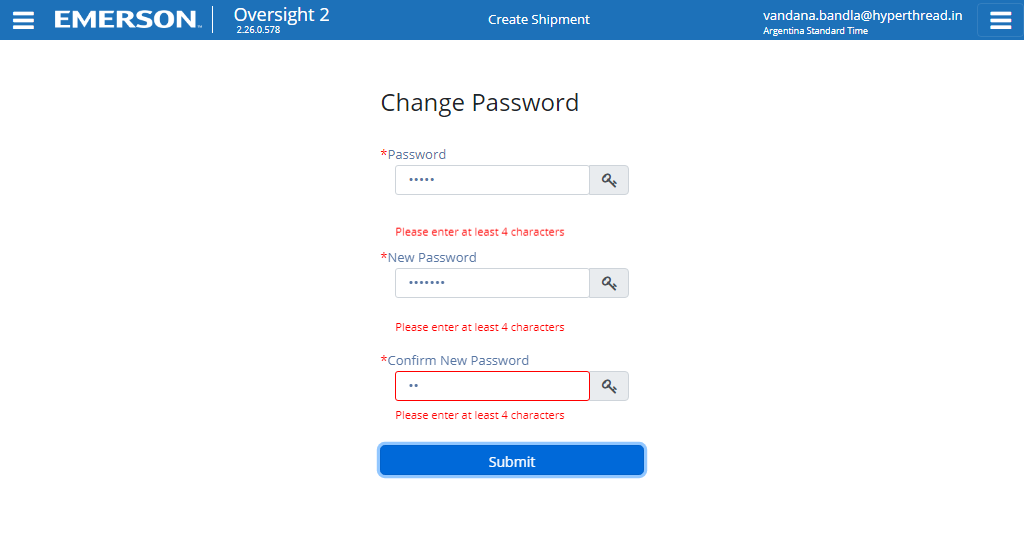 EMERSON™
Oversight 2
2.26.0.578
Create Shipment
vandana.bandla@hyperthread.in
Argentina Standard Time
Change Password
*Password
•••••
Please enter at least 4 characters
*New Password
•••••••
Please enter at least 4 characters
*Confirm New Password
••
Please enter at least 4 characters
Submit